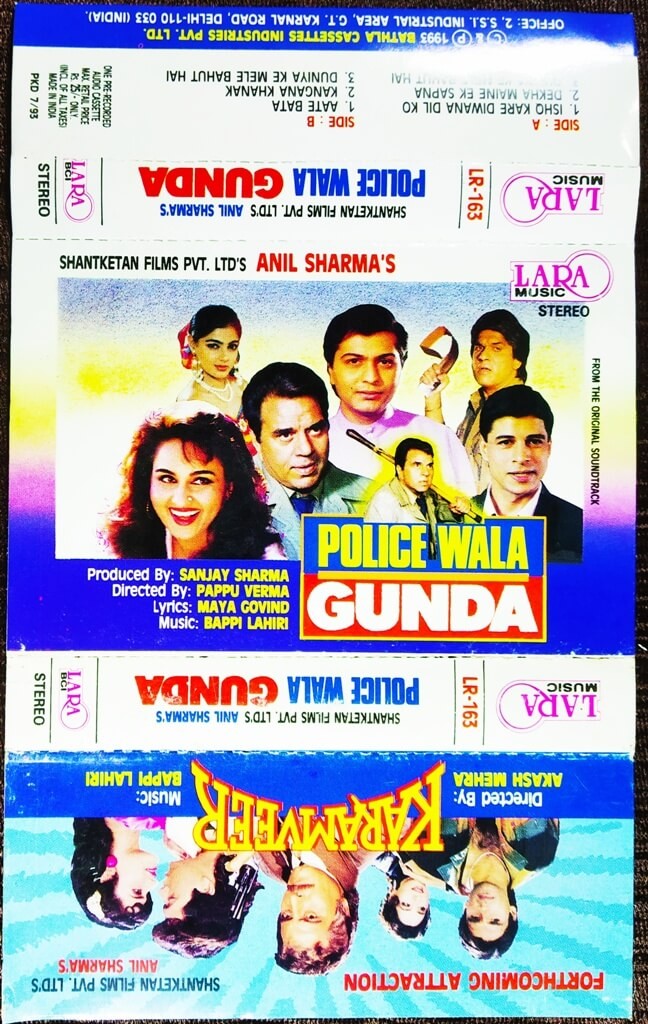 OFFICE: 2, S.S.I. INDUSTRIAL AREA, G.T. KARNAL ROAD, DELHI-110 033 (INDIA).
© & ℗ 1993 BATHLA CASSETTES INDUSTRIES PVT. LTD.
SIDE : A
1. ISHQ KARE DIWANA DIL KO
2. DEKHA MAINE EK SAPNA
BAHUT HAI
SIDE : B
1. AATE BATA
2. KANGANA KHANAK
3. DUNIYA KE MELE BAHUT HAI
ONE PRE-RECORDED
AUDIO CASSETTE
MAX. RETAIL PRICE
Rs. 25/- ONLY.
(INCL. OF ALL TAXES)
MADE IN INDIA
PKD 7/93
LARA
MUSIC
LR-163
SHANTKETAN FILMS PVT. LTD'S ANIL SHARMA'S
POLICE WALA GUNDA
LARA
BCI
STEREO
SHANTKETAN FILMS PVT. LTD'S ANIL SHARMA'S
LARA
MUSIC
STEREO
FROM THE ORIGINAL SOUNDTRACK
POLICE WALA
GUNDA
Produced By: SANJAY SHARMA
Directed By: PAPPU VERMA
Lyrics: MAYA GOVIND
Music: BAPPI LAHIRI
LARA
MUSIC
LR-163
SHANTKETAN FILMS PVT. LTD'S ANIL SHARMA'S
POLICE WALA GUNDA
LARA
BCI
STEREO
FORTHCOMING ATTRACTION
SHANTKETAN FILMS PVT. LTD'S
ANIL SHARMA'S
KARAMVEER
Directed By:
AKASH MEHRA
Music:
BAPPI LAHIRI